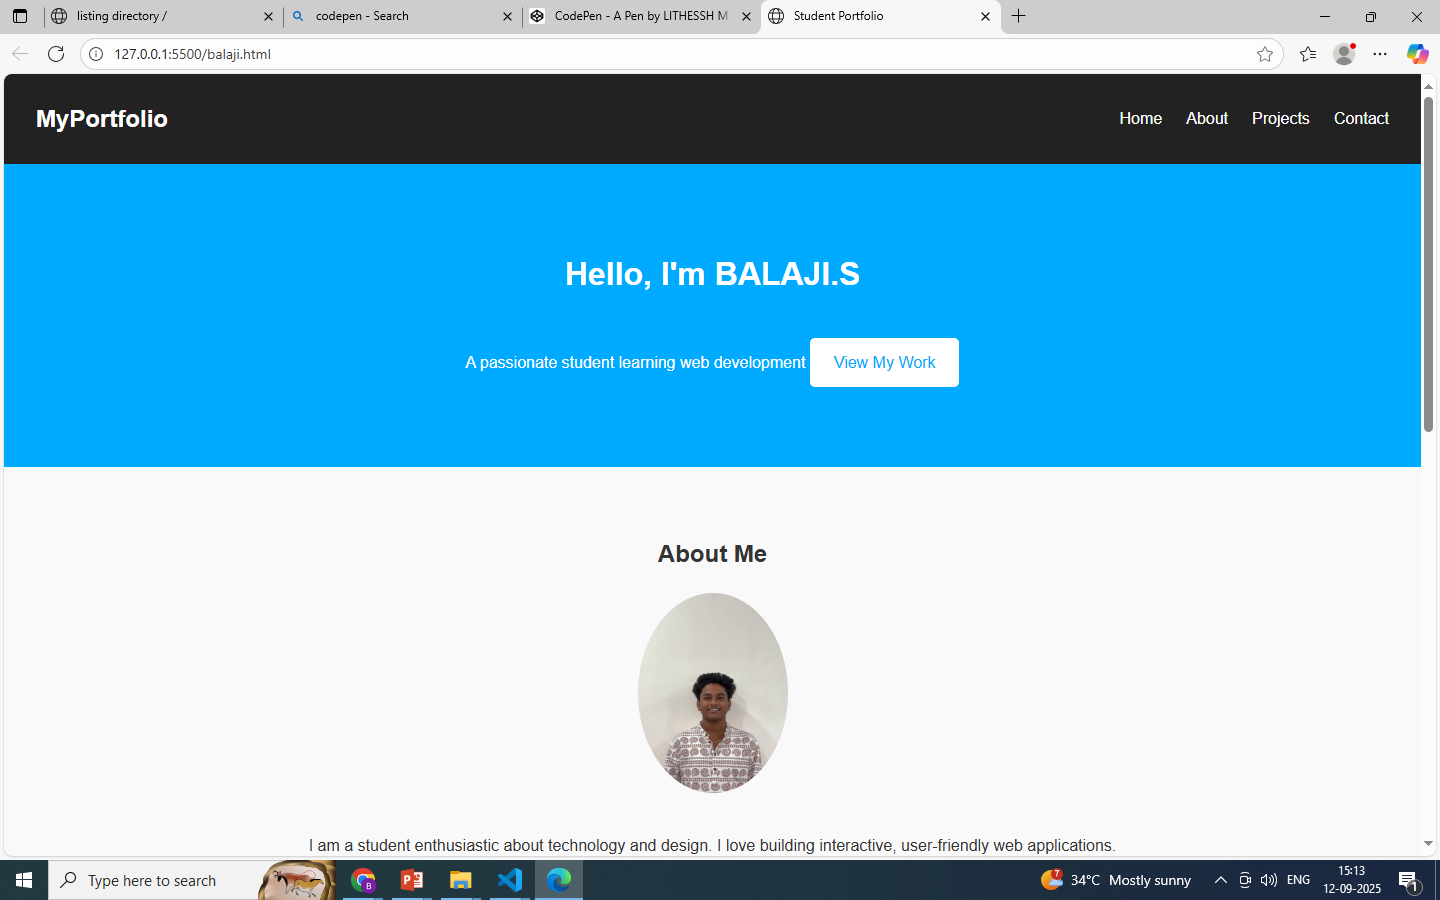 listing directory /
codepen - Search
CodePen - A Pen by LITHESSH M
Student Portfolio
127.0.0.1:5500/balaji.html
MyPortfolio
Home About Projects Contact
Hello, I'm BALAJI.S
A passionate student learning web development View My Work
About Me
I am a student enthusiastic about technology and design. I love building interactive, user-friendly web applications.
Type here to search
B
P
7
34°C Mostly sunny
ENG
15:13
12-09-2025
1